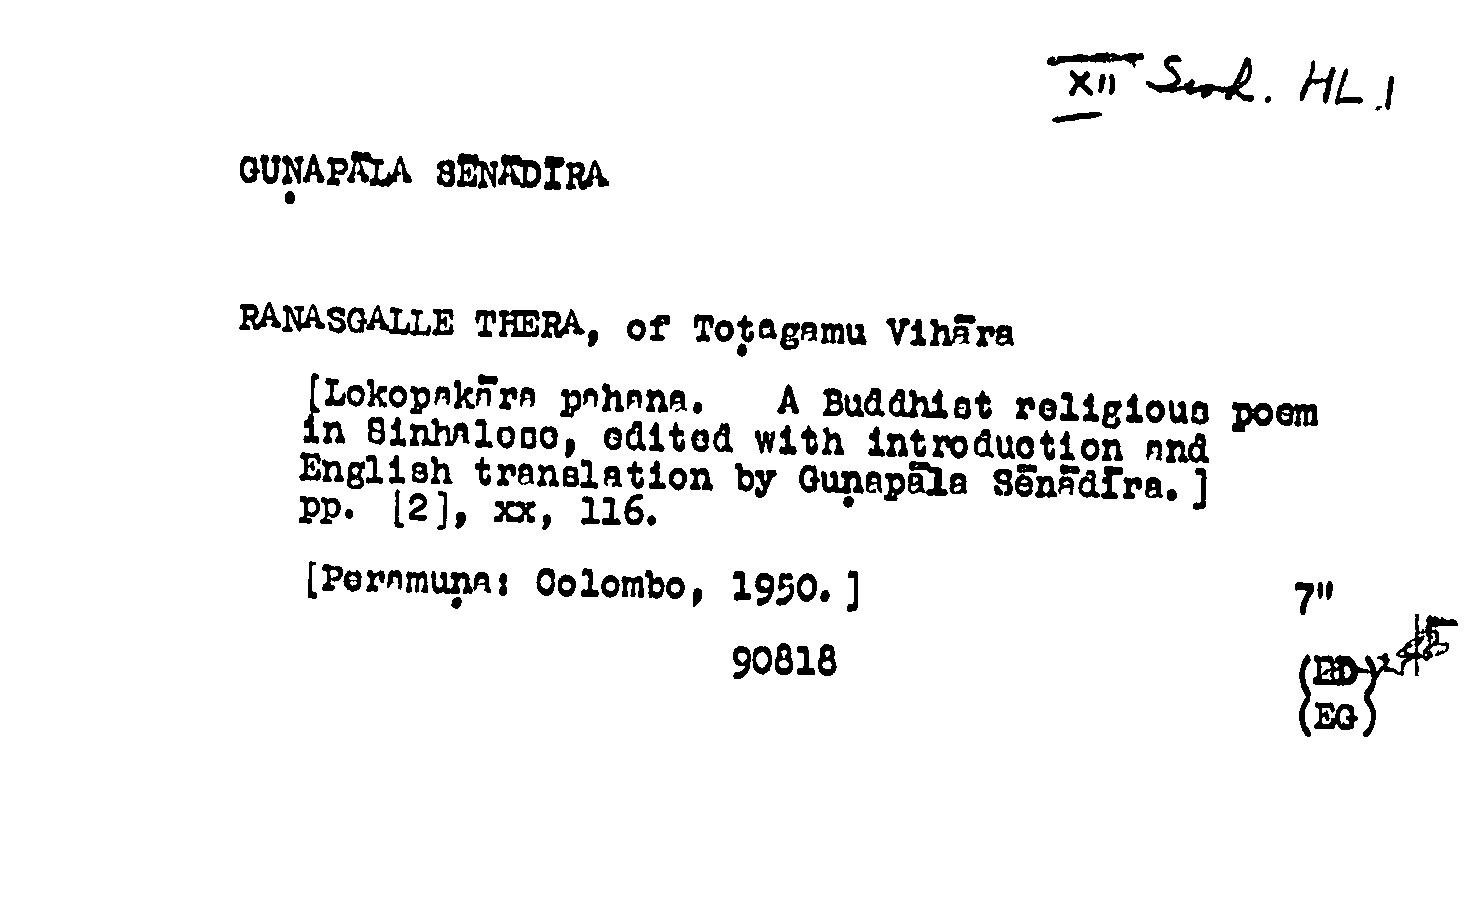 XII Sinh. HL.1
GUṆAPĀLA SĒNĀDĪRA
RANASGALLE THERA, of Toṭagamu Vihāra
[Lokopakāra pahana. A Buddhist religious poem
in Sinhalese, edited with introduction and
English translation by Guṇapāla Sēnādīra.]
pp. [2], xx, 116.
[Peramuṇa: Colombo, 1950.]
7"
90818
(ED)
(EG)